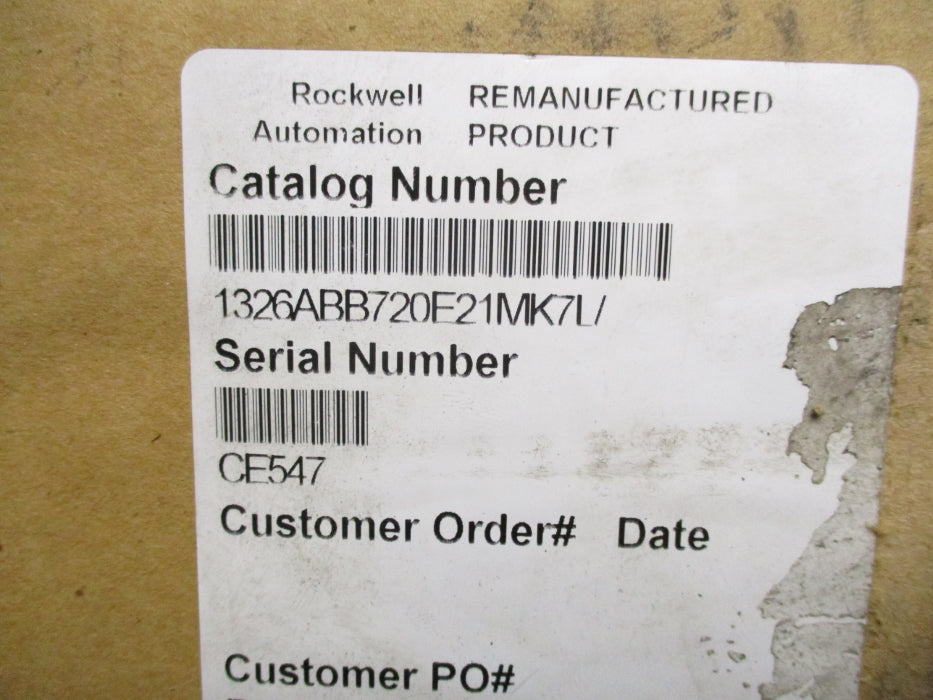 Rockwell REMANUFACTURED
Automation PRODUCT
Catalog Number
1326ABB720E21MK7L/
Serial Number
CE547
Customer Order# Date
Customer PO#